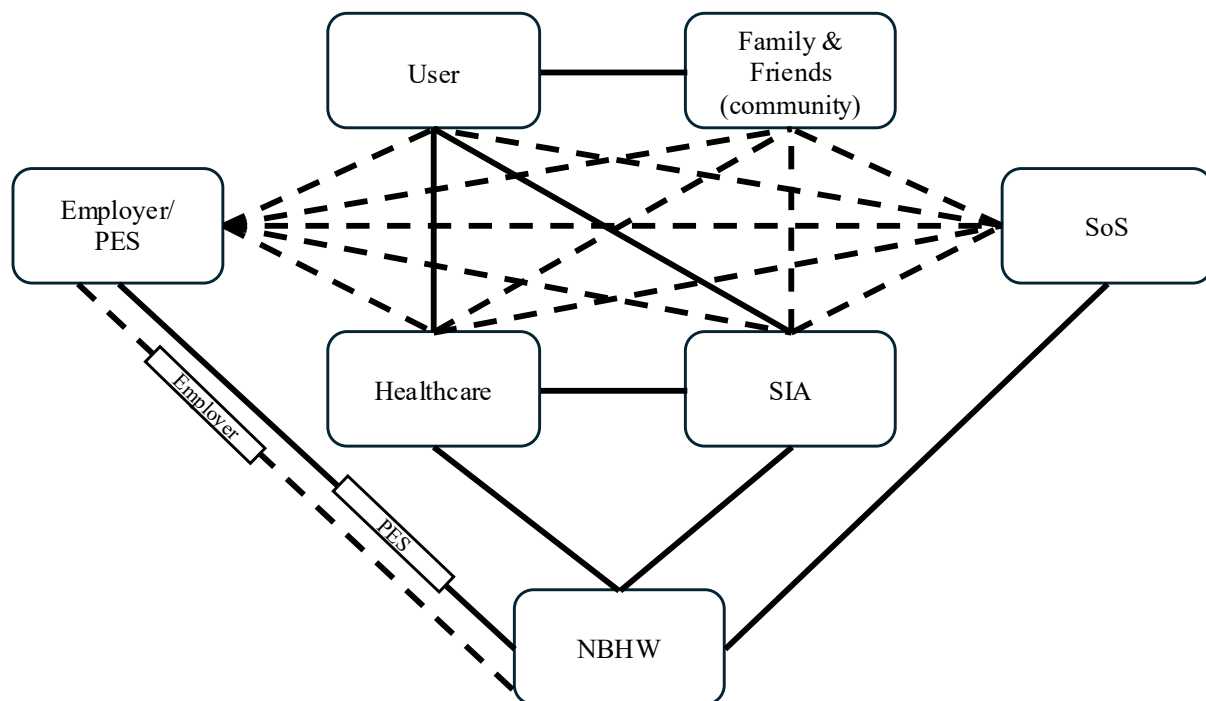 User
Family &
Friends
(community)
Employer/
PES
SoS
Healthcare
SIA
Employer
PES
NBHW